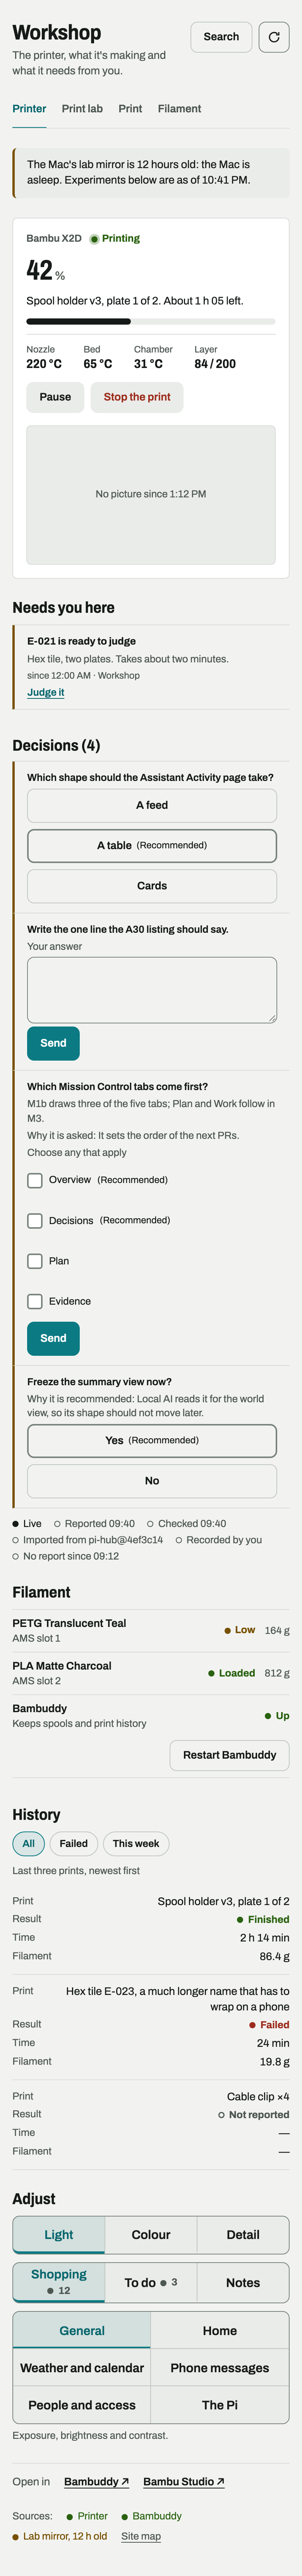 Workshop
The printer, what it's making and
what it needs from you.
Search
Printer
Print lab
Print
Filament
The Mac's lab mirror is 12 hours old: the Mac is
asleep. Experiments below are as of 10:41 PM.
Bambu X2D
Printing
42 %
Spool holder v3, plate 1 of 2. About 1 h 05 left.
Nozzle
Bed
Chamber
Layer
220 °C
65 °C
31 °C
84 / 200
Pause
Stop the print
No picture since 1:12 PM
Needs you here
E-021 is ready to judge
Hex tile, two plates. Takes about two minutes.
since 12:00 AM · Workshop
Judge it
Decisions (4)
Which shape should the Assistant Activity page take?
A feed
A table (Recommended)
Cards
Write the one line the A30 listing should say.
Your answer
Send
Which Mission Control tabs come first?
M1b draws three of the five tabs; Plan and Work follow in
M3.
Why it is asked: It sets the order of the next PRs.
Choose any that apply
Overview (Recommended)
Decisions (Recommended)
Plan
Evidence
Send
Freeze the summary view now?
Why it is recommended: Local AI reads it for the world
view, so its shape should not move later.
Yes (Recommended)
No
Live
Reported 09:40
Checked 09:40
Imported from pi-hub@4ef3c14
Recorded by you
No report since 09:12
Filament
PETG Translucent Teal
AMS slot 1
Low
164 g
PLA Matte Charcoal
AMS slot 2
Loaded
812 g
Bambuddy
Keeps spools and print history
Up
Restart Bambuddy
History
All
Failed
This week
Last three prints, newest first
Print
Spool holder v3, plate 1 of 2
Result
Finished
Time
2 h 14 min
Filament
86.4 g
Print
Hex tile E-023, a much longer name that has to
wrap on a phone
Result
Failed
Time
24 min
Filament
19.8 g
Print
Cable clip ×4
Result
Not reported
Time
—
Filament
—
Adjust
Light
Colour
Detail
Shopping
12
To do
3
Notes
General
Home
Weather and calendar
Phone messages
People and access
The Pi
Exposure, brightness and contrast.
Open in
Bambuddy ↗
Bambu Studio ↗
Sources:
Printer
Bambuddy
Lab mirror, 12 h old
Site map